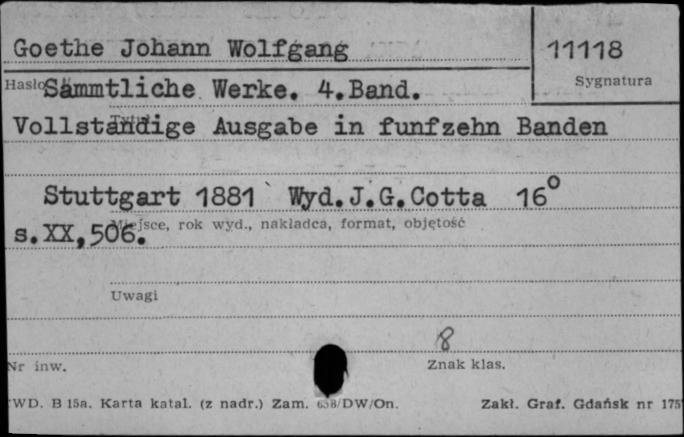 Goethe Johann Wolfgang 11118
Hasło Sämmtliche Werke. 4.Band. Sygnatura
Tytuł
Vollständige Ausgabe in funfzehn Banden
Stuttgart 1881 Wyd.J.G.Cotta 16°
Miejsce, rok wyd., nakładca, format, objętość
s.XX,506.
Uwagi
8
Nr inw. Znak klas.
WD. B 15a. Karta katal. (z nadr.) Zam. 658/DW/On. Zakł. Graf. Gdańsk nr 175